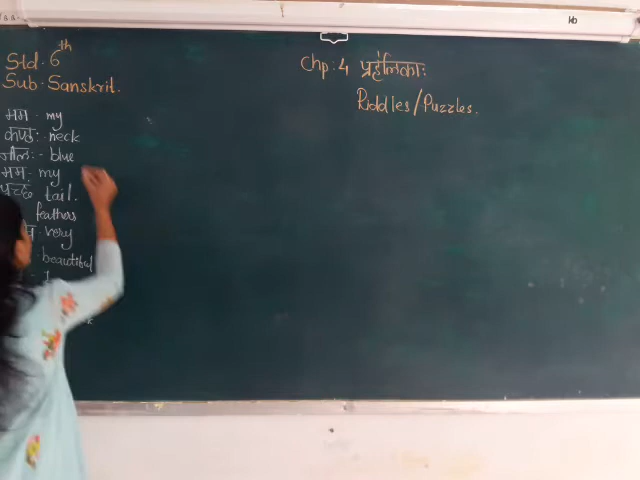 Std. 6th
Sub. Sanskrit.
Chp: 4 प्रहेलिकाः
Riddles/Puzzles.
मम - my
कण्ठः - neck
नीलः - blue
मम - my
tail.
feathers
very
beautiful